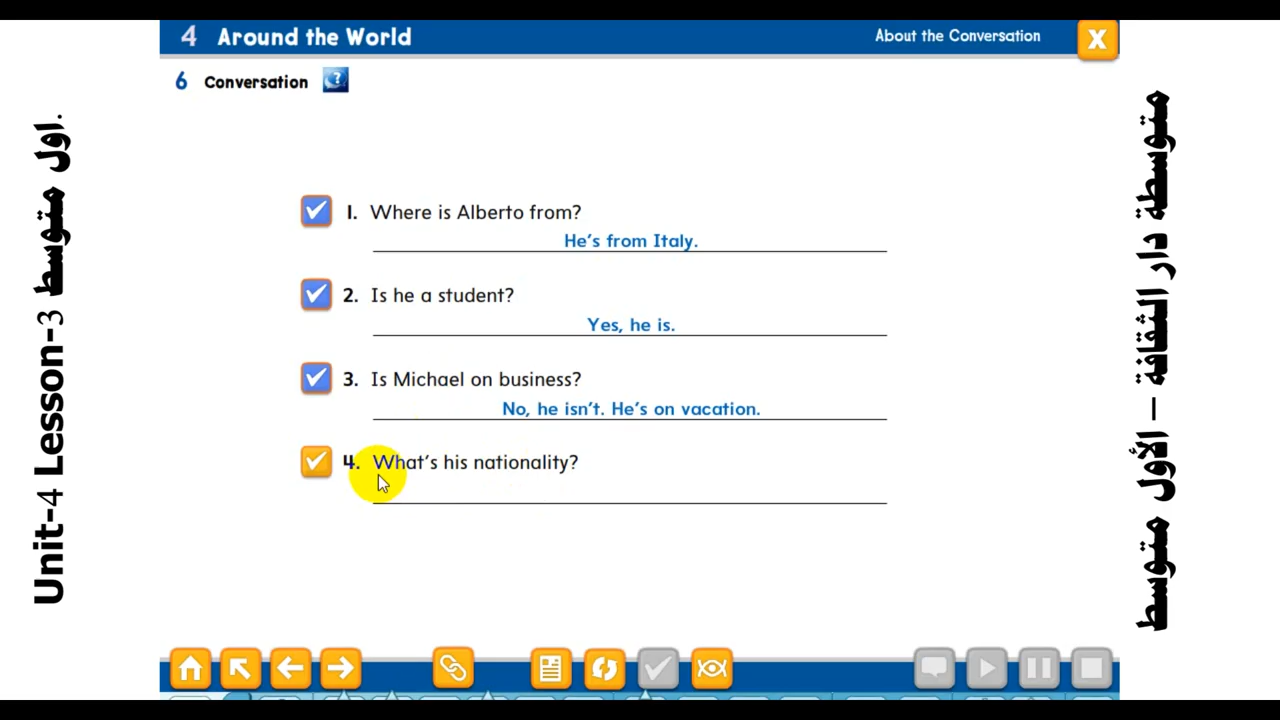 4 Around the World
About the Conversation
X
6 Conversation
1. Where is Alberto from?
He's from Italy.
2. Is he a student?
Yes, he is.
3. Is Michael on business?
No, he isn't. He's on vacation.
4. What's his nationality?
Unit-4 Lesson-3 اول متوسط.
متوسطة دار الثقافة – الأول متوسط